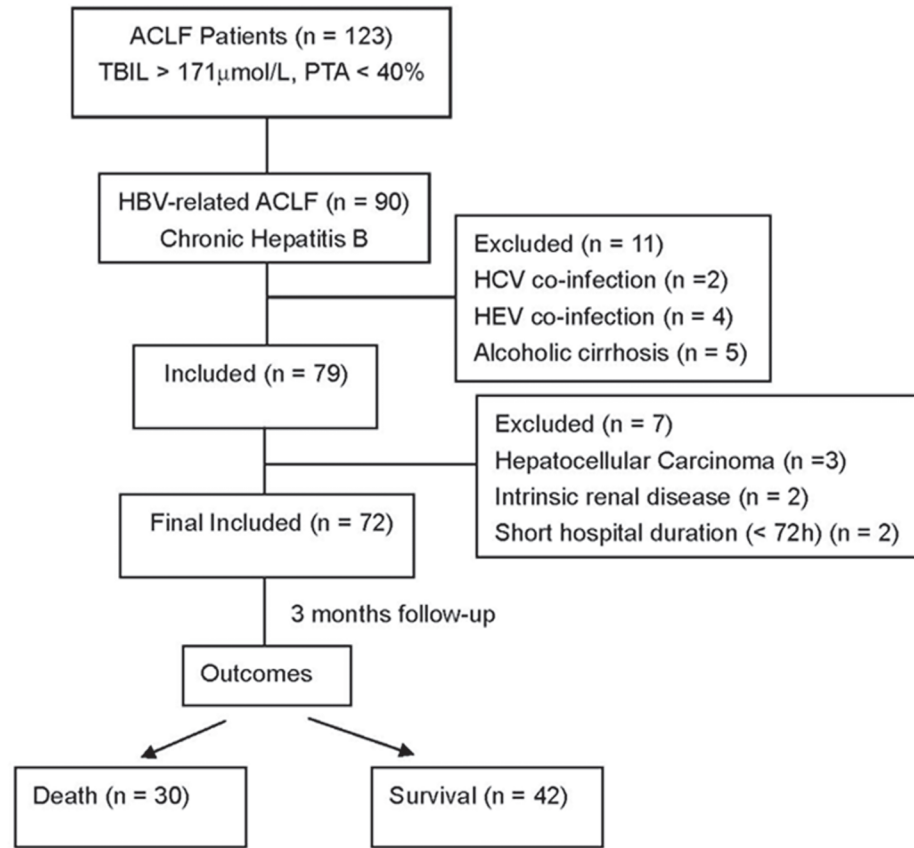 ACLF Patients (n = 123)
TBIL > 171μmol/L, PTA < 40%
HBV-related ACLF (n = 90)
Chronic Hepatitis B
Excluded (n = 11)
HCV co-infection (n =2)
HEV co-infection (n = 4)
Alcoholic cirrhosis (n = 5)
Included (n = 79)
Excluded (n = 7)
Hepatocellular Carcinoma (n =3)
Intrinsic renal disease (n = 2)
Short hospital duration (< 72h) (n = 2)
Final Included (n = 72)
3 months follow-up
Outcomes
Death (n = 30)
Survival (n = 42)